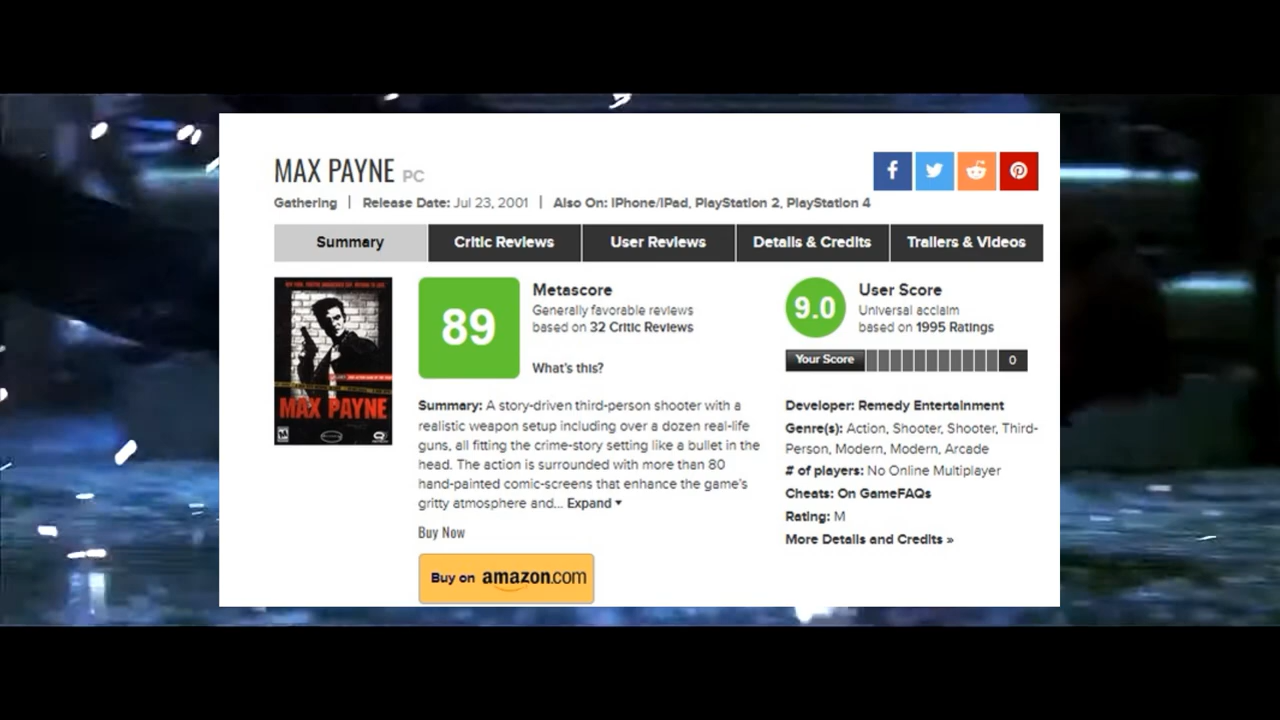 MAX PAYNE PC
Gathering | Release Date: Jul 23, 2001 | Also On: iPhone/iPad, PlayStation 2, PlayStation 4
Summary
Critic Reviews
User Reviews
Details & Credits
Trailers & Videos
MAX PAYNE
89
Metascore
Generally favorable reviews
based on 32 Critic Reviews
What's this?
Summary: A story-driven third-person shooter with a
realistic weapon setup including over a dozen real-life
guns, all fitting the crime-story setting like a bullet in the
head. The action is surrounded with more than 80
hand-painted comic-screens that enhance the game's
gritty atmosphere and... Expand ▾
Buy Now
Buy on amazon.com
9.0
User Score
Universal acclaim
based on 1995 Ratings
Your Score 0
Developer: Remedy Entertainment
Genre(s): Action, Shooter, Shooter, Third-
Person, Modern, Modern, Arcade
# of players: No Online Multiplayer
Cheats: On GameFAQs
Rating: M
More Details and Credits »